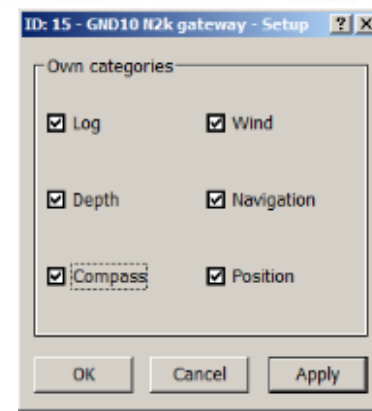 ID: 15 - GND10 N2k gateway - Setup ? X
Own categories
Log Wind
Depth Navigation
Compass Position
OK Cancel Apply